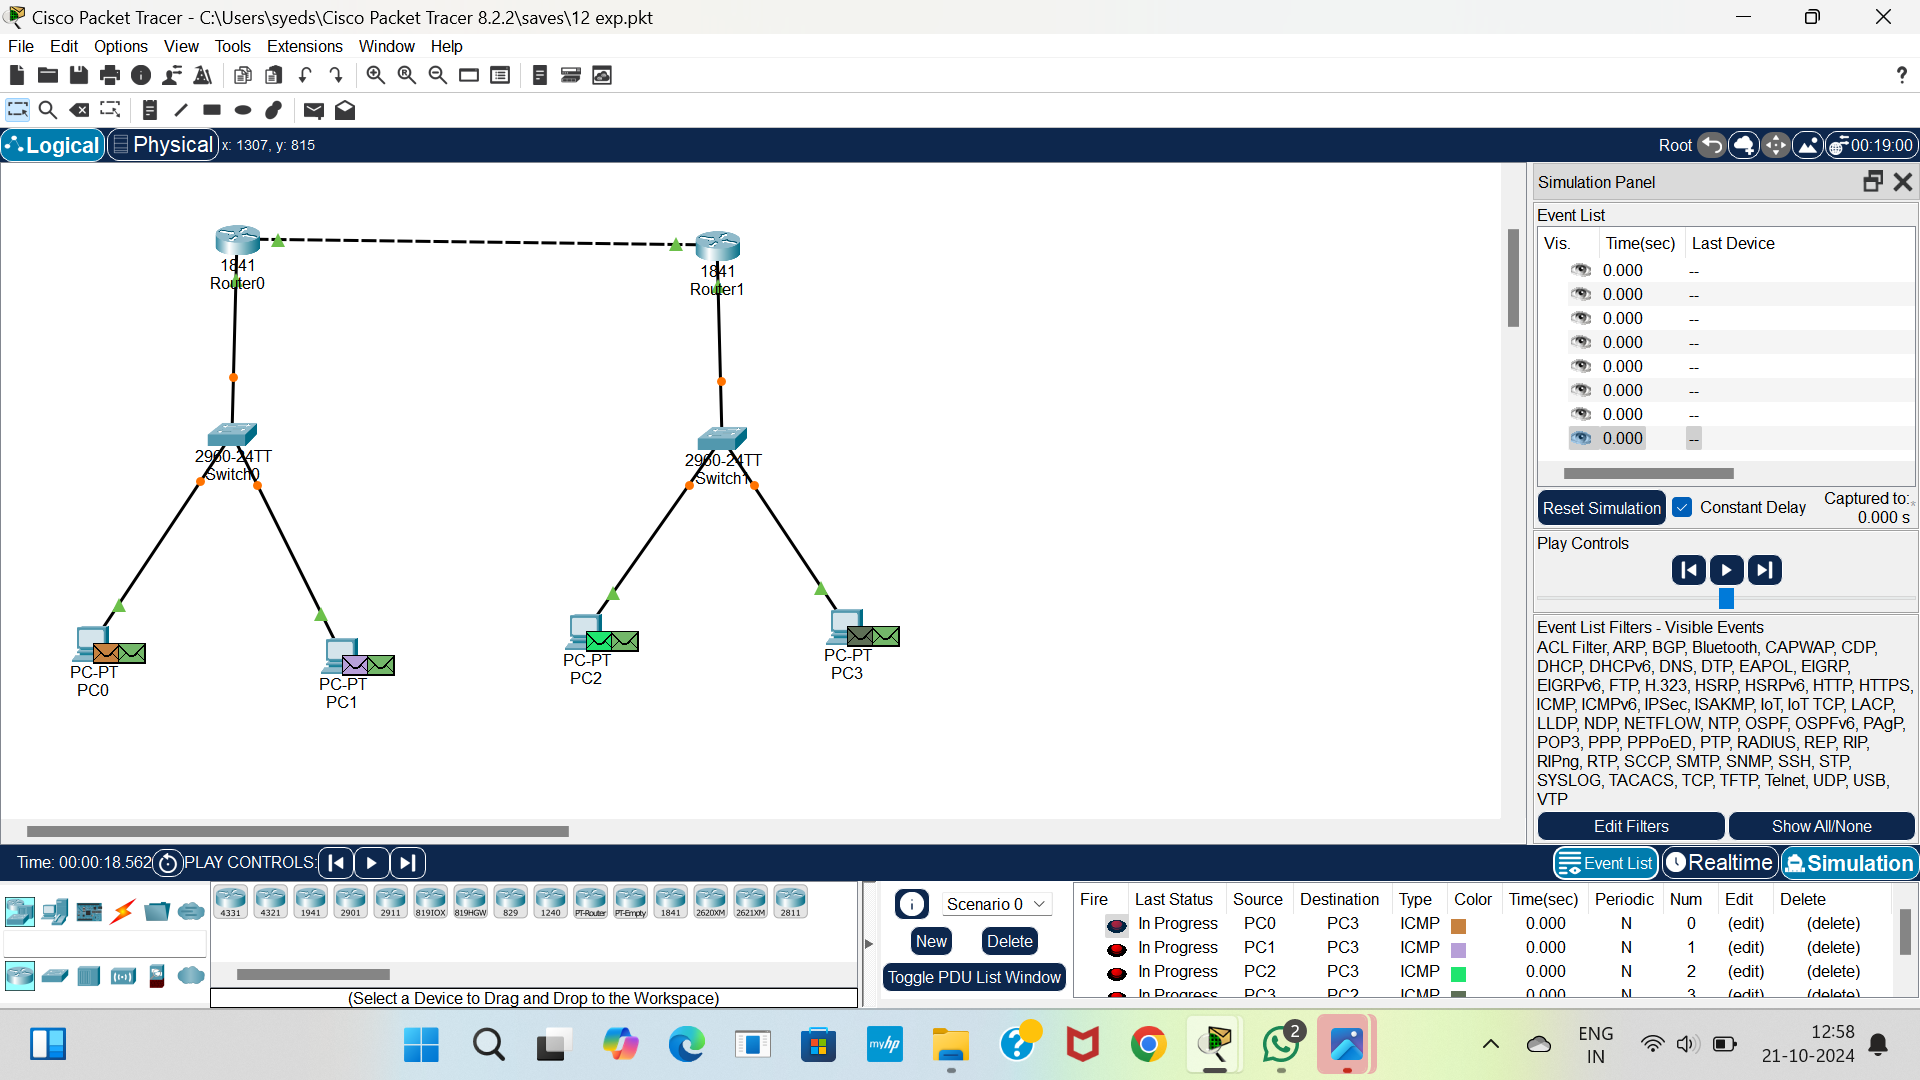 Cisco Packet Tracer - C:\Users\syeds\Cisco Packet Tracer 8.2.2\saves\12 exp.pkt
File Edit Options View Tools Extensions Window Help
?
Logical Physical x: 1307, y: 815 Root 00:19:00
Simulation Panel
Event List
Vis. Time(sec) Last Device
0.000 --
0.000 --
0.000 --
0.000 --
0.000 --
0.000 --
0.000 --
0.000 --
Reset Simulation Constant Delay Captured to:
0.000 s
Play Controls
Event List Filters - Visible Events
ACL Filter, ARP, BGP, Bluetooth, CAPWAP, CDP,
DHCP, DHCPv6, DNS, DTP, EAPOL, EIGRP,
EIGRPv6, FTP, H.323, HSRP, HSRPv6, HTTP, HTTPS,
ICMP, ICMPv6, IPSec, ISAKMP, IoT, IoT TCP, LACP,
LLDP, NDP, NETFLOW, NTP, OSPF, OSPFv6, PAgP,
POP3, PPP, PPPoED, PTP, RADIUS, REP, RIP,
RIPng, RTP, SCCP, SMTP, SNMP, SSH, STP,
SYSLOG, TACACS, TCP, TFTP, Telnet, UDP, USB,
VTP
Edit Filters Show All/None
1841
Router0
1841
Router1
2960-24TT
Switch0
2960-24TT
Switch1
PC-PT
PC0
PC-PT
PC1
PC-PT
PC2
PC-PT
PC3
Time: 00:00:18.562 PLAY CONTROLS:
Event List Realtime Simulation
4331 4321 1941 2901 2911 819IOX 819HGW 829 1240 PT-Router PT-Empty 1841 2620XM 2621XM 2811
(Select a Device to Drag and Drop to the Workspace)
Scenario 0
New Delete
Toggle PDU List Window
Fire Last Status Source Destination Type Color Time(sec) Periodic Num Edit Delete
In Progress PC0 PC3 ICMP 0.000 N 0 (edit) (delete)
In Progress PC1 PC3 ICMP 0.000 N 1 (edit) (delete)
In Progress PC2 PC3 ICMP 0.000 N 2 (edit) (delete)
In Progress PC3 PC2 ICMP 0.000 N 3 (edit) (delete)
myhp
2
ENG
IN
12:58
21-10-2024